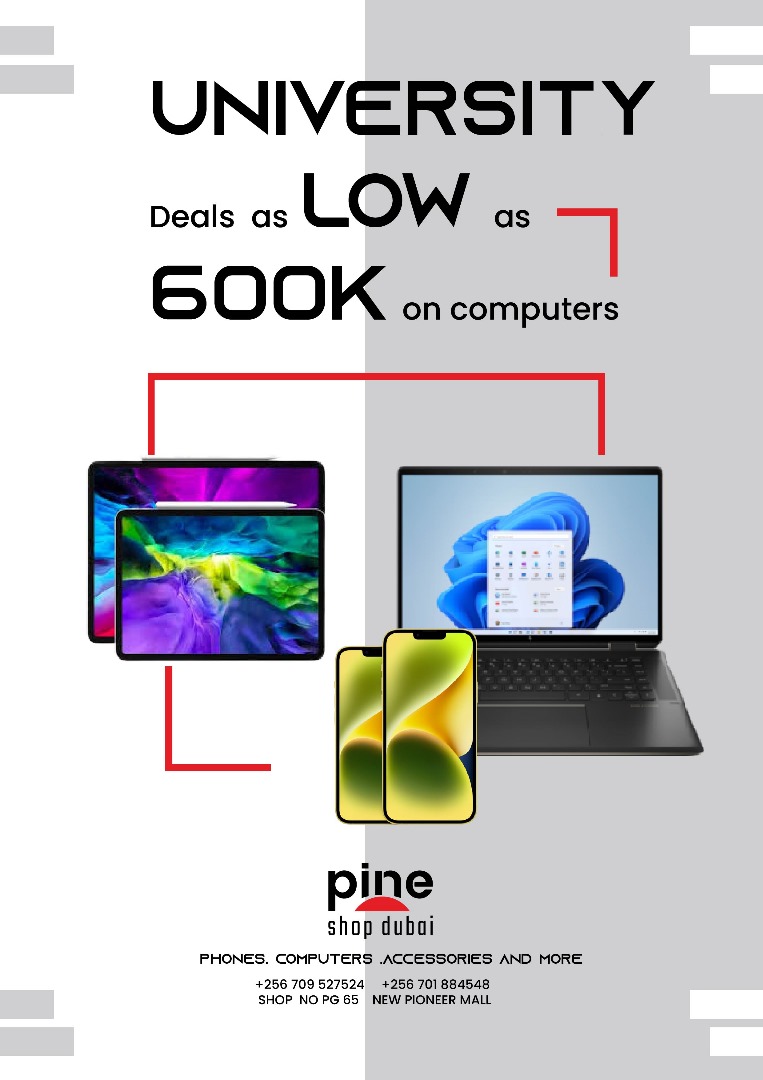 UNIVERSITY
Deals as LOW as
600K on computers
pine
shop dubai
PHONES. COMPUTERS .ACCESSORIES AND MORE
+256 709 527524 +256 701 884548
SHOP NO PG 65 NEW PIONEER MALL